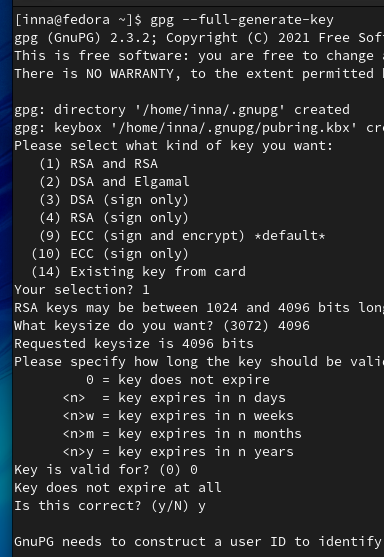 [inna@fedora ~]$ gpg --full-generate-key
gpg (GnuPG) 2.3.2; Copyright (C) 2021 Free Soft
This is free software: you are free to change
There is NO WARRANTY, to the extent permitted

gpg: directory '/home/inna/.gnupg' created
gpg: keybox '/home/inna/.gnupg/pubring.kbx' cre
Please select what kind of key you want:
   (1) RSA and RSA
   (2) DSA and Elgamal
   (3) DSA (sign only)
   (4) RSA (sign only)
   (9) ECC (sign and encrypt) *default*
  (10) ECC (sign only)
  (14) Existing key from card
Your selection? 1
RSA keys may be between 1024 and 4096 bits long
What keysize do you want? (3072) 4096
Requested keysize is 4096 bits
Please specify how long the key should be valid
         0 = key does not expire
      <n>  = key expires in n days
      <n>w = key expires in n weeks
      <n>m = key expires in n months
      <n>y = key expires in n years
Key is valid for? (0) 0
Key does not expire at all
Is this correct? (y/N) y

GnuPG needs to construct a user ID to identify